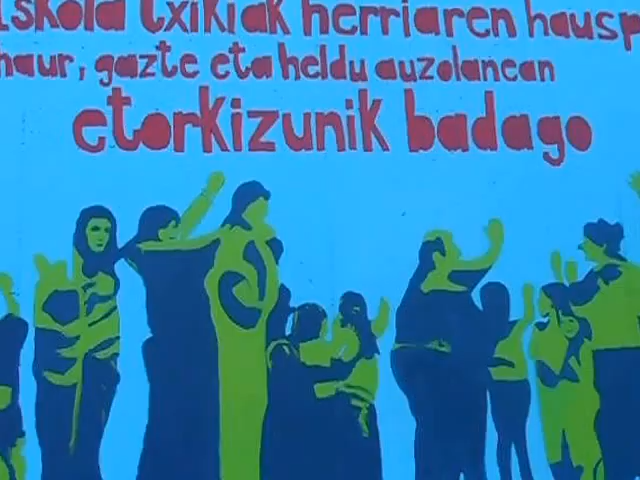 txikiak herriaren
haur, gazte eta heldu auzolanean
etorkizunik badago